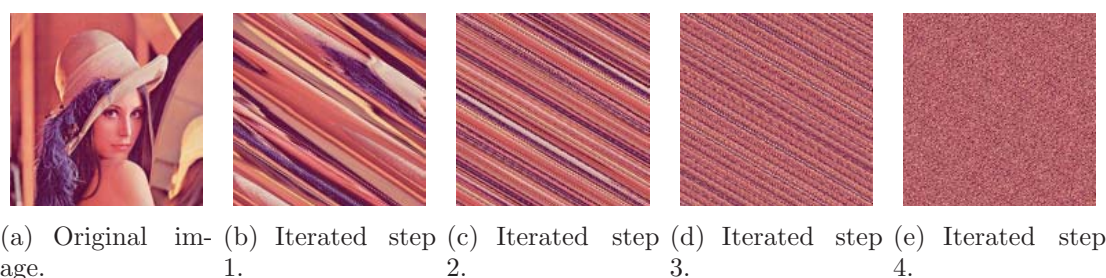 (a) Original im-
age.
(b) Iterated step
1.
(c) Iterated step
2.
(d) Iterated step
3.
(e) Iterated step
4.